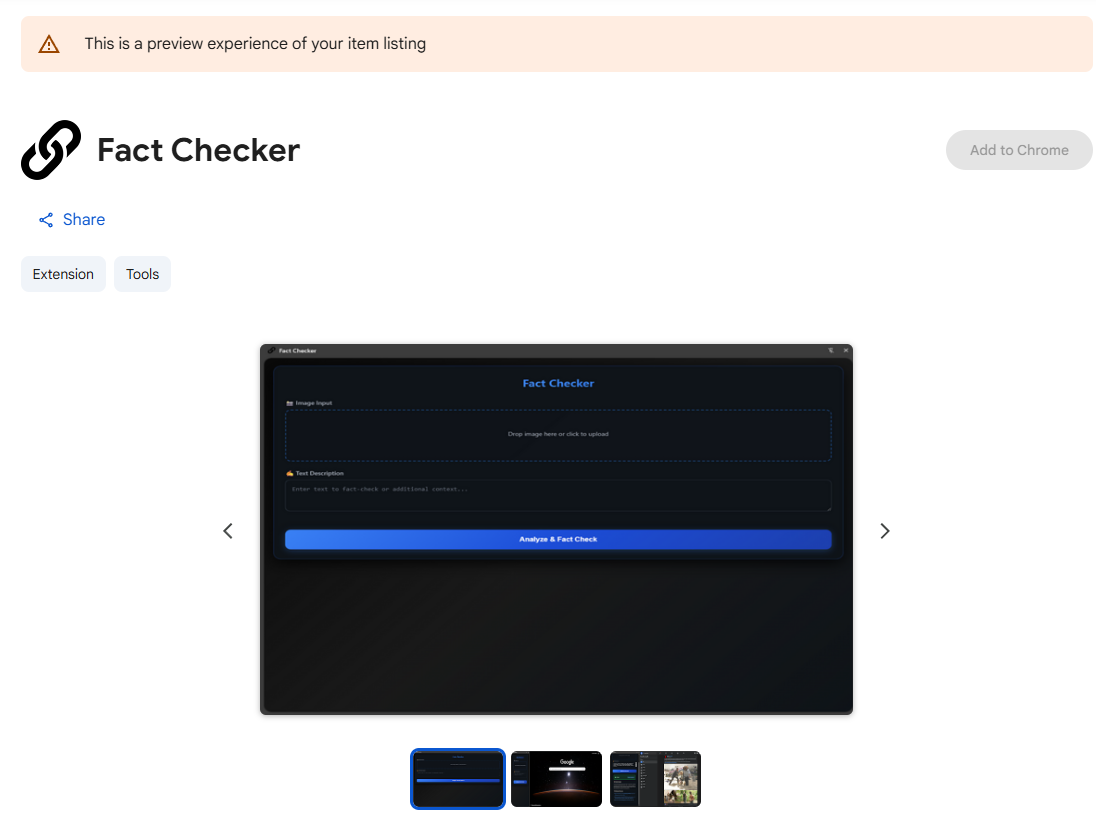 This is a preview experience of your item listing
Fact Checker
Add to Chrome
Share
Extension
Tools
Fact Checker
Fact Checker
Image Input
Drop image here or click to upload
Text Description
Enter text to fact-check or additional context...
Analyze & Fact Check
Google